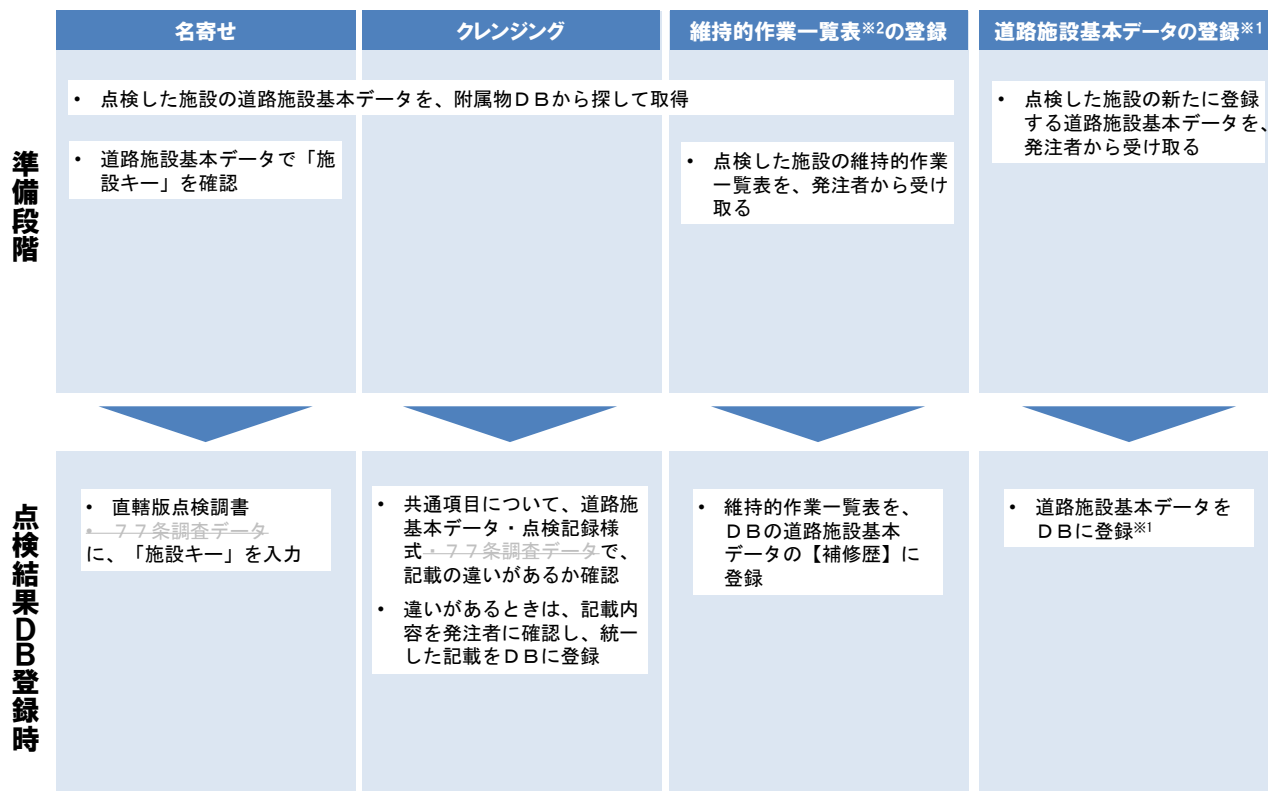 名寄せ
クレンジング
維持的作業一覧表※2の登録
道路施設基本データの登録※1
準備段階
• 点検した施設の道路施設基本データを、附属物ＤＢから探して取得
• 道路施設基本データで「施
設キー」を確認
• 点検した施設の維持的作業
一覧表を、発注者から受け
取る
• 点検した施設の新たに登録
する道路施設基本データを、
発注者から受け取る
点検結果ＤＢ登録時
• 直轄版点検調書
• ７７条調査データ
に、「施設キー」を入力
• 共通項目について、道路施
基本データ・点検記録様
式・７７条調査データで、
記載の違いがあるか確認
• 違いがあるときは、記載内
容を発注者に確認し、統一
した記載をＤＢに登録
• 維持的作業一覧表を、
ＤＢの道路施設基本
データの【補修歴】に
登録
• 道路施設基本データを
ＤＢに登録※1